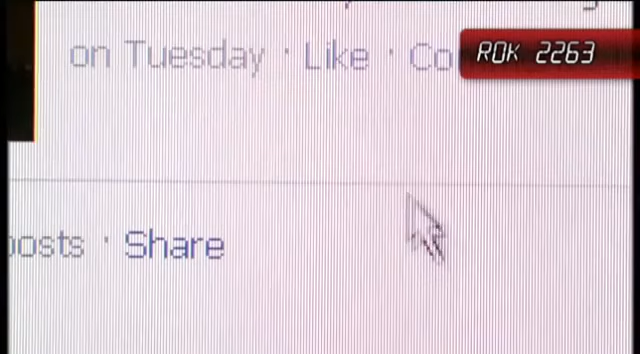 on Tuesday · Like · Co
ROK 2263
posts · Share